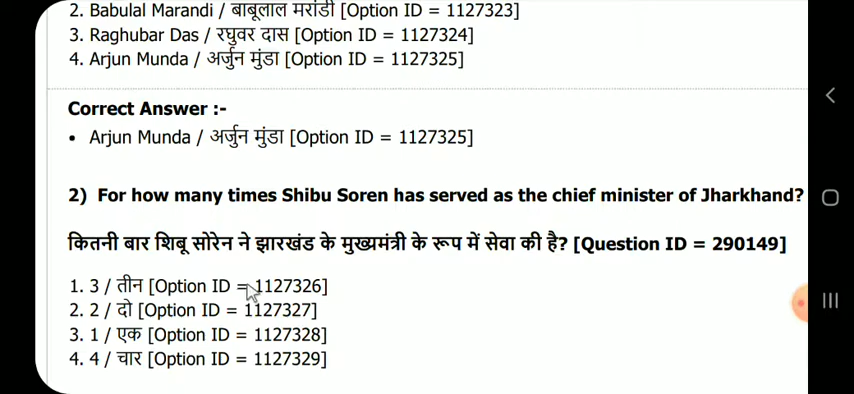 2. Babulal Marandi / बाबूलाल मरांडी [Option ID = 1127323]
3. Raghubar Das / रघुवर दास [Option ID = 1127324]
4. Arjun Munda / अर्जुन मुंडा [Option ID = 1127325]
Correct Answer :-
• Arjun Munda / अर्जुन मुंडा [Option ID = 1127325]
2) For how many times Shibu Soren has served as the chief minister of Jharkhand?
कितनी बार शिबू सोरेन ने झारखंड के मुख्यमंत्री के रूप में सेवा की है? [Question ID = 290149]
1. 3 / तीन [Option ID = 1127326]
2. 2 / दो [Option ID = 1127327]
3. 1 / एक [Option ID = 1127328]
4. 4 / चार [Option ID = 1127329]